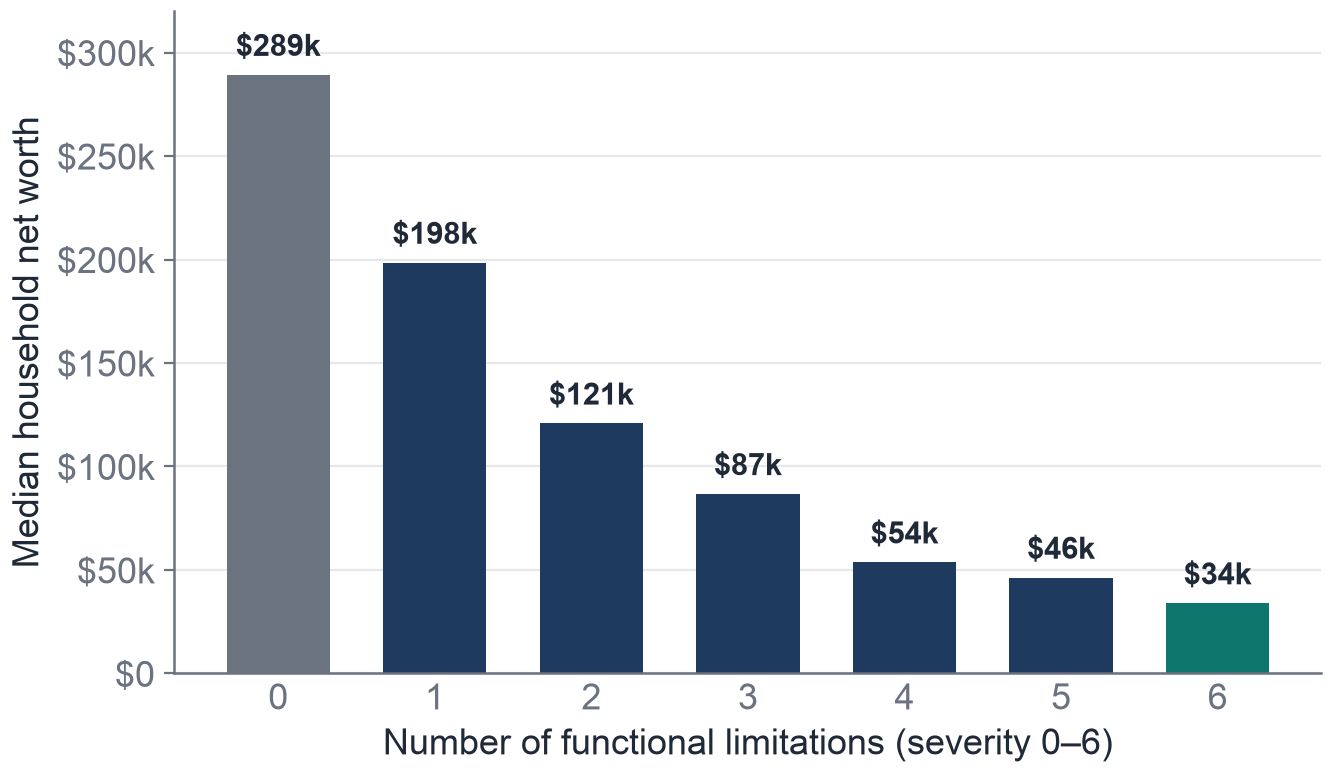 Median household net worth
$300k
$250k
$200k
$150k
$100k
$50k
$0
$289k
$198k
$121k
$87k
$54k
$46k
$34k
0
1
2
3
4
5
6
Number of functional limitations (severity 0–6)